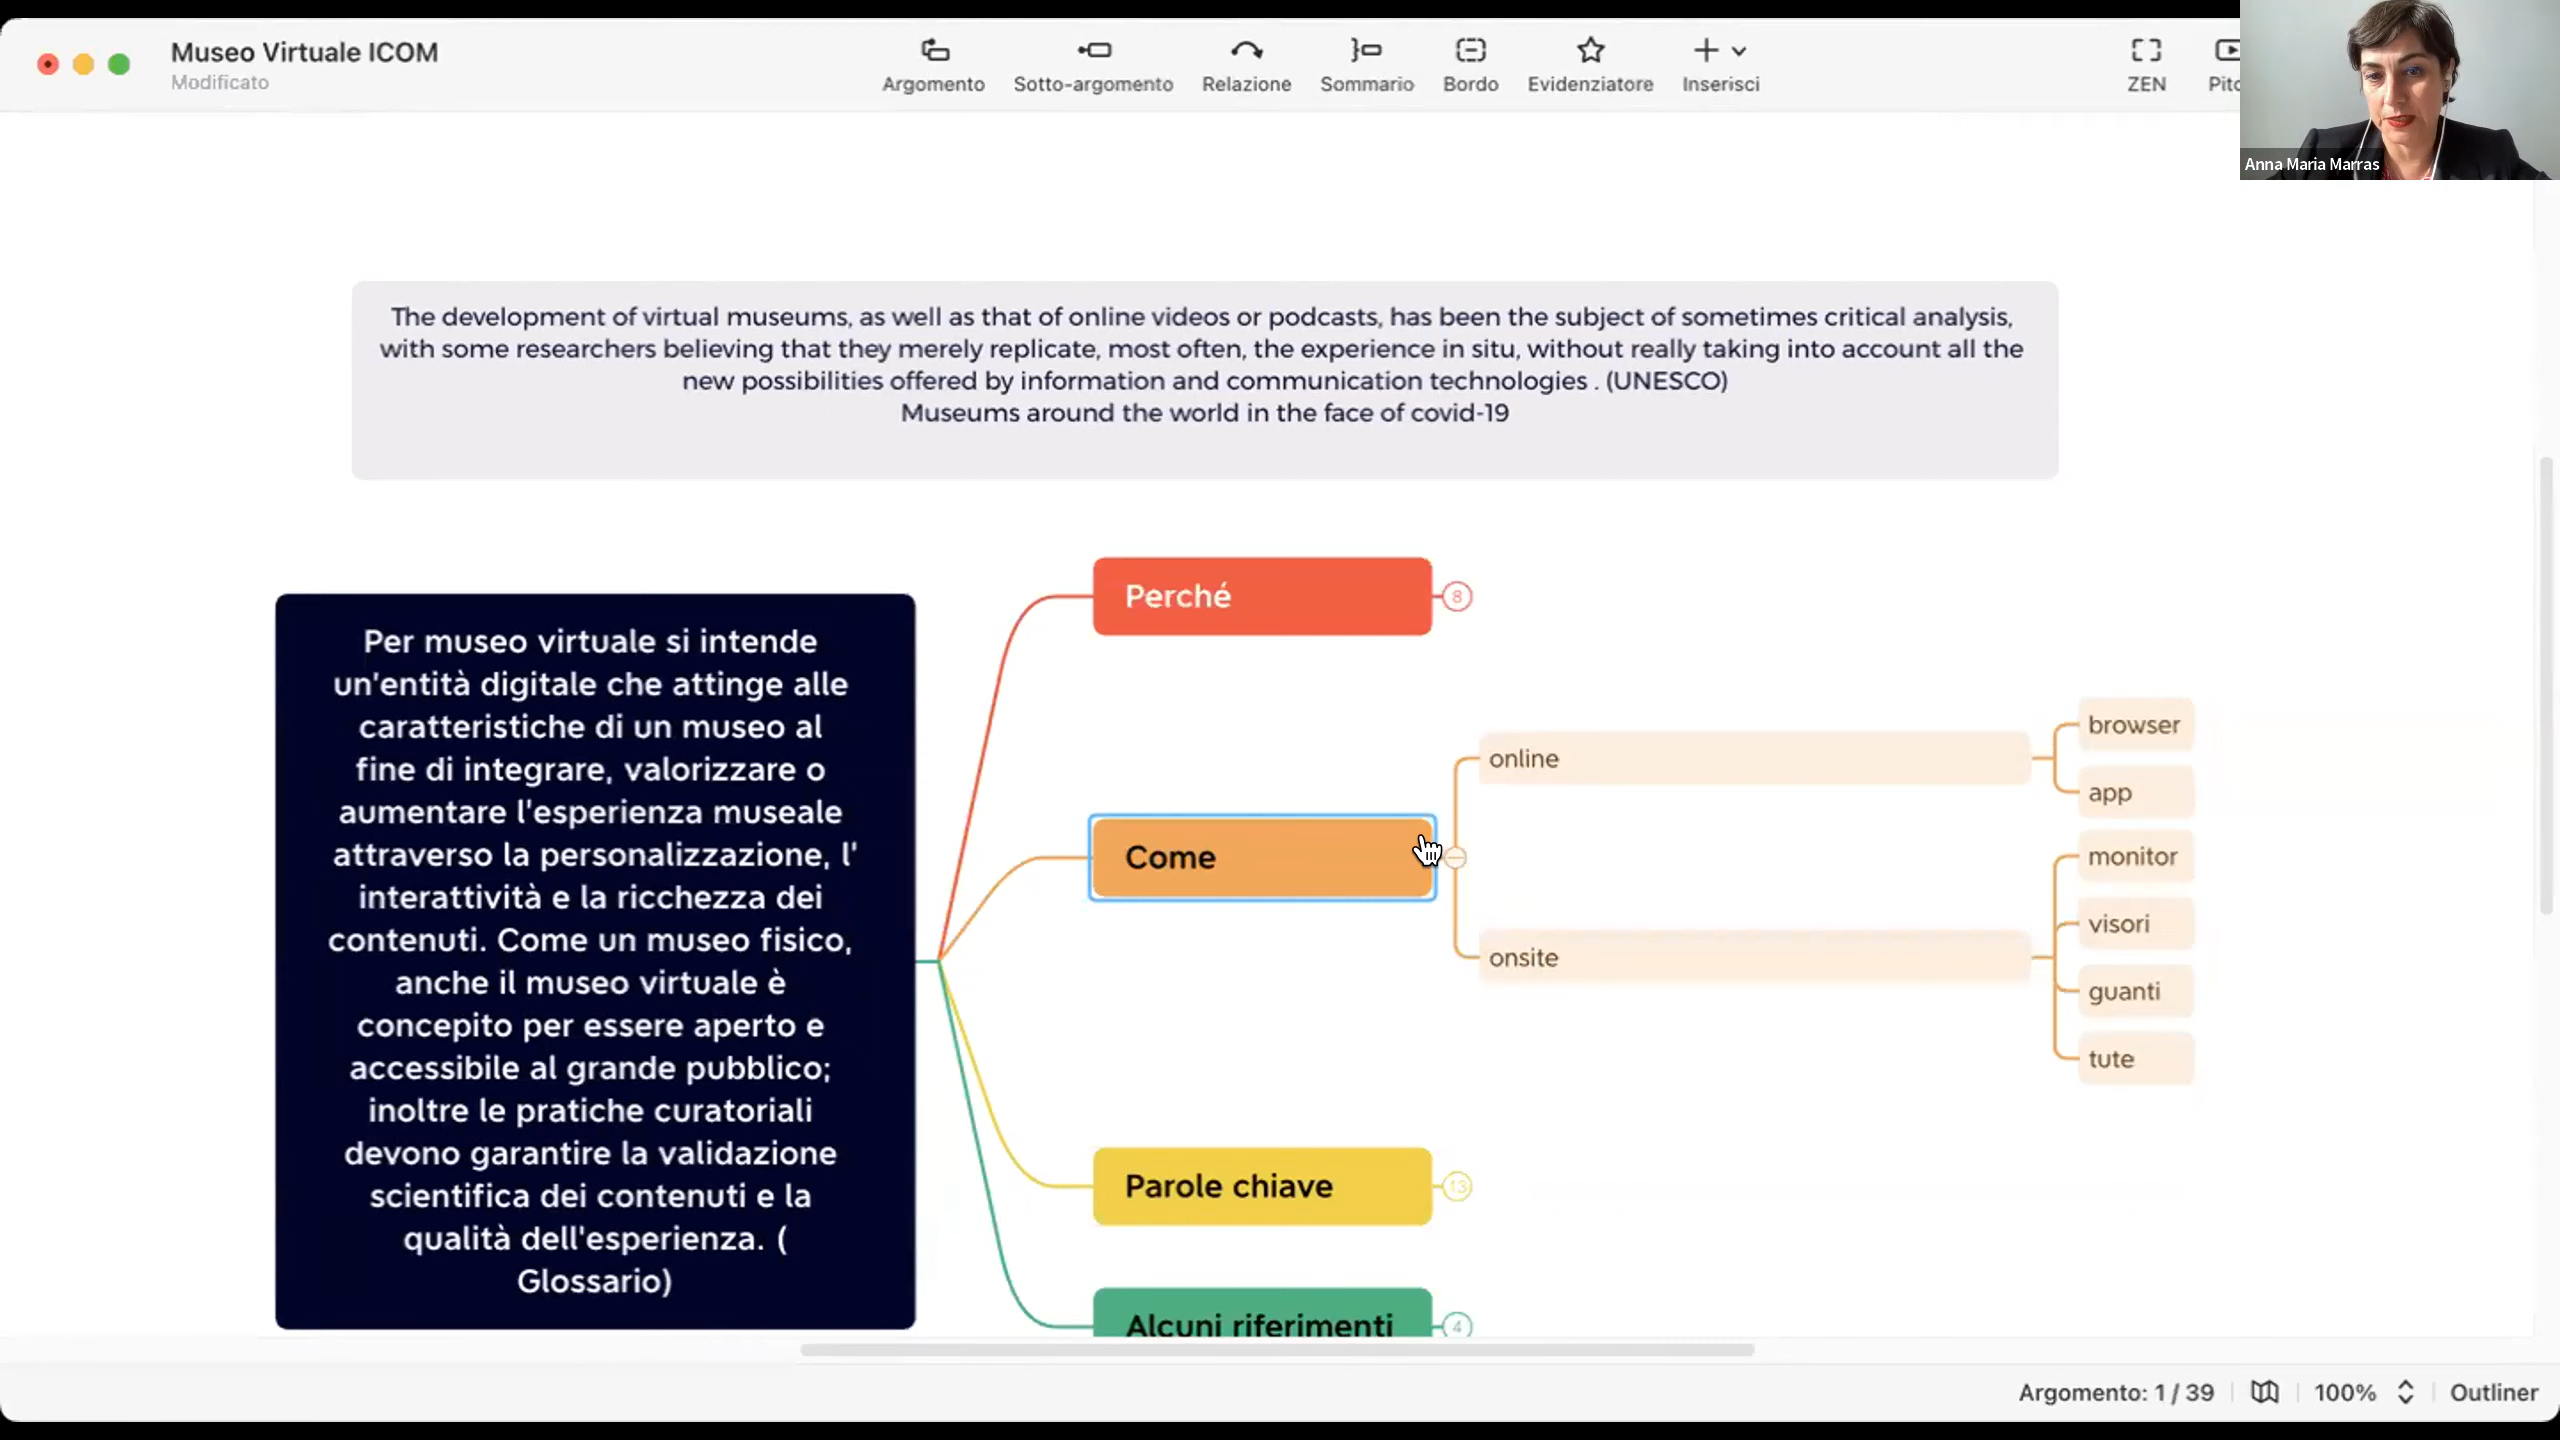 Museo Virtuale ICOM
Modificato
Argomento
Sotto-argomento
Relazione
Sommario
Bordo
Evidenziatore
Inserisci
ZEN
Anna Maria Marras
The development of virtual museums, as well as that of online videos or podcasts, has been the subject of sometimes critical analysis,
with some researchers believing that they merely replicate, most often, the experience in situ, without really taking into account all the
new possibilities offered by information and communication technologies . (UNESCO)
Museums around the world in the face of covid-19
Per museo virtuale si intende
un'entità digitale che attinge alle
caratteristiche di un museo al
fine di integrare, valorizzare o
aumentare l'esperienza museale
attraverso la personalizzazione, l'
interattività e la ricchezza dei
contenuti. Come un museo fisico,
anche il museo virtuale è
concepito per essere aperto e
accessibile al grande pubblico;
inoltre le pratiche curatoriali
devono garantire la validazione
scientifica dei contenuti e la
qualità dell'esperienza. (
Glossario)
Perché
8
Come
online
browser
app
onsite
monitor
visori
guanti
tute
Parole chiave
13
Alcuni riferimenti
4
Argomento: 1 / 39
100%
Outliner